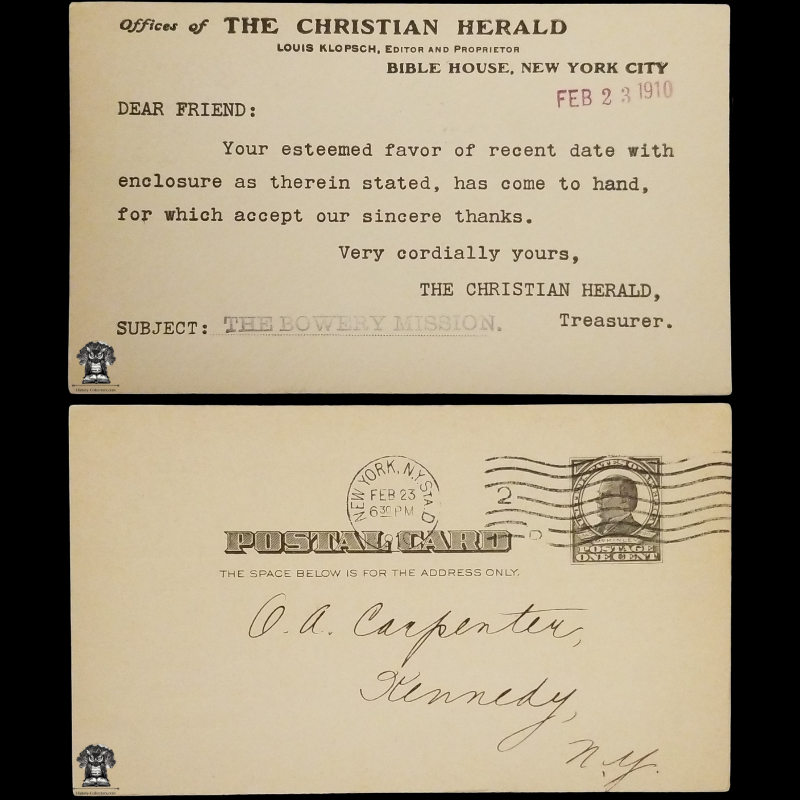 Offices of THE CHRISTIAN HERALD
LOUIS KLOPSCH, EDITOR AND PROPRIETOR
BIBLE HOUSE, NEW YORK CITY
FEB 23 1910
DEAR FRIEND:
Your esteemed favor of recent date with
enclosure as therein stated, has come to hand,
for which accept our sincere thanks.
Very cordially yours,
THE CHRISTIAN HERALD,
Treasurer.
SUBJECT: THE BOWERY MISSION.
NEW YORK, N.Y. STA. D
FEB 23
6 30 PM
2
D
POSTAL CARD
THE SPACE BELOW IS FOR THE ADDRESS ONLY.
POSTAGE
ONE CENT
O. A. Carpenter,
Kennedy,
N.Y.